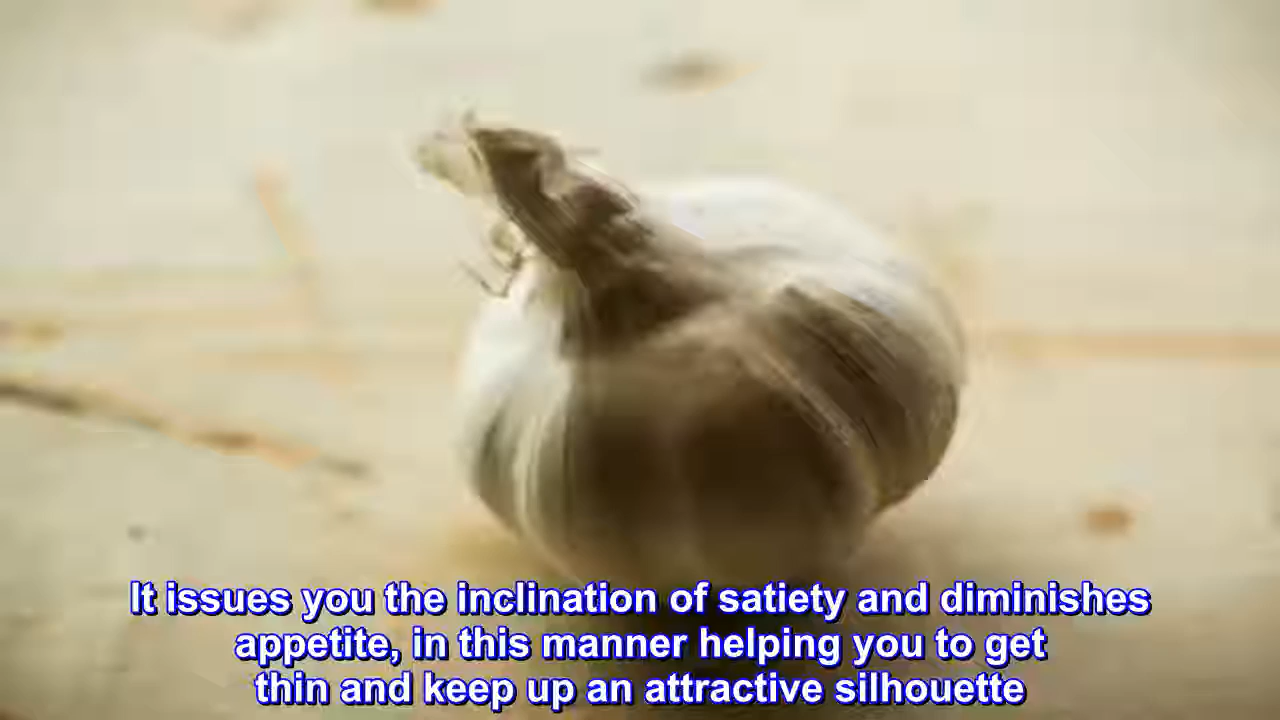 It issues you the inclination of satiety and diminishes
appetite, in this manner helping you to get
thin and keep up an attractive silhouette